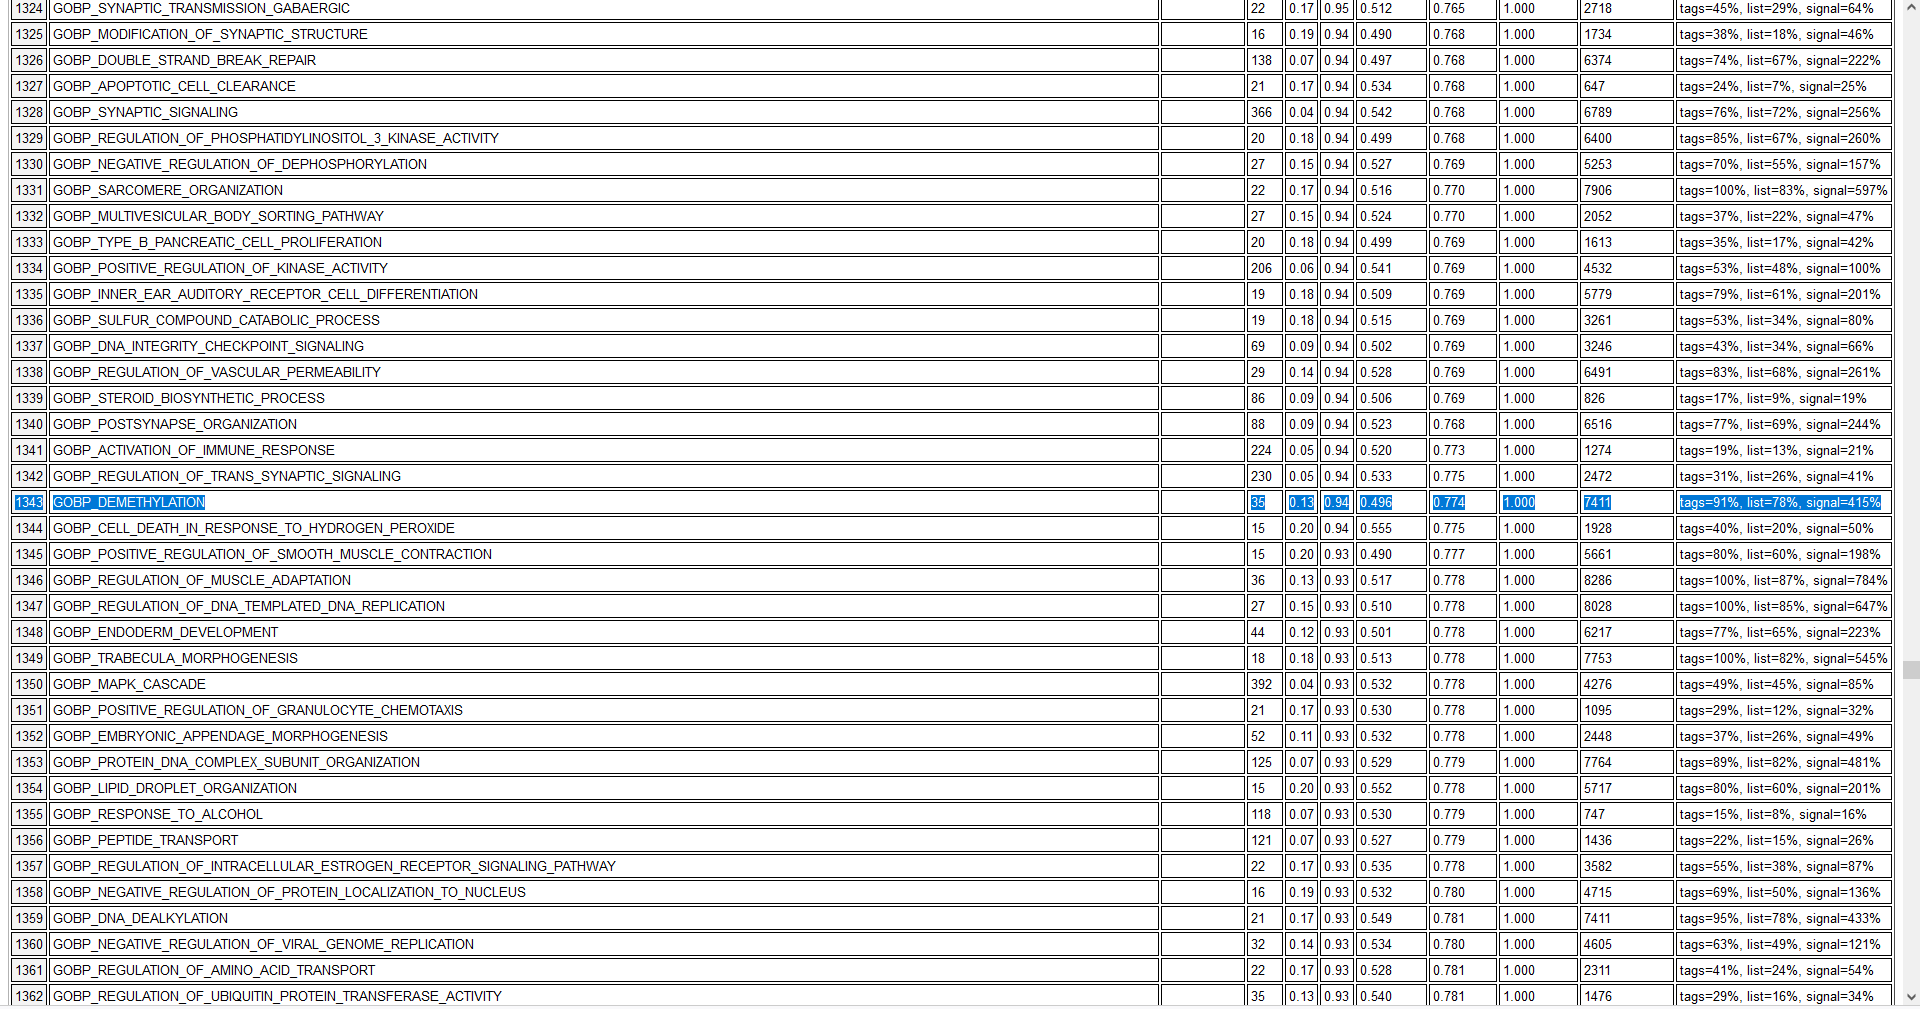 1324 GOBP_SYNAPTIC_TRANSMISSION_GABAERGIC 22 0.17 0.95 0.512 0.765 1.000 2718 tags=45%, list=29%, signal=64%
1325 GOBP_MODIFICATION_OF_SYNAPTIC_STRUCTURE 16 0.19 0.94 0.490 0.768 1.000 1734 tags=38%, list=18%, signal=46%
1326 GOBP_DOUBLE_STRAND_BREAK_REPAIR 138 0.07 0.94 0.497 0.768 1.000 6374 tags=74%, list=67%, signal=222%
1327 GOBP_APOPTOTIC_CELL_CLEARANCE 21 0.17 0.94 0.534 0.768 1.000 647 tags=24%, list=7%, signal=25%
1328 GOBP_SYNAPTIC_SIGNALING 366 0.04 0.94 0.542 0.768 1.000 6789 tags=76%, list=72%, signal=256%
1329 GOBP_REGULATION_OF_PHOSPHATIDYLINOSITOL_3_KINASE_ACTIVITY 20 0.18 0.94 0.499 0.768 1.000 6400 tags=85%, list=67%, signal=260%
1330 GOBP_NEGATIVE_REGULATION_OF_DEPHOSPHORYLATION 27 0.15 0.94 0.527 0.769 1.000 5253 tags=70%, list=55%, signal=157%
1331 GOBP_SARCOMERE_ORGANIZATION 22 0.17 0.94 0.516 0.770 1.000 7906 tags=100%, list=83%, signal=597%
1332 GOBP_MULTIVESICULAR_BODY_SORTING_PATHWAY 27 0.15 0.94 0.524 0.770 1.000 2052 tags=37%, list=22%, signal=47%
1333 GOBP_TYPE_B_PANCREATIC_CELL_PROLIFERATION 20 0.18 0.94 0.499 0.769 1.000 1613 tags=35%, list=17%, signal=42%
1334 GOBP_POSITIVE_REGULATION_OF_KINASE_ACTIVITY 206 0.06 0.94 0.541 0.769 1.000 4532 tags=53%, list=48%, signal=100%
1335 GOBP_INNER_EAR_AUDITORY_RECEPTOR_CELL_DIFFERENTIATION 19 0.18 0.94 0.509 0.769 1.000 5779 tags=79%, list=61%, signal=201%
1336 GOBP_SULFUR_COMPOUND_CATABOLIC_PROCESS 19 0.18 0.94 0.515 0.769 1.000 3261 tags=53%, list=34%, signal=80%
1337 GOBP_DNA_INTEGRITY_CHECKPOINT_SIGNALING 69 0.09 0.94 0.502 0.769 1.000 3246 tags=43%, list=34%, signal=66%
1338 GOBP_REGULATION_OF_VASCULAR_PERMEABILITY 29 0.14 0.94 0.528 0.769 1.000 6491 tags=83%, list=68%, signal=261%
1339 GOBP_STEROID_BIOSYNTHETIC_PROCESS 86 0.09 0.94 0.506 0.769 1.000 826 tags=17%, list=9%, signal=19%
1340 GOBP_POSTSYNAPSE_ORGANIZATION 88 0.09 0.94 0.523 0.768 1.000 6516 tags=77%, list=69%, signal=244%
1341 GOBP_ACTIVATION_OF_IMMUNE_RESPONSE 224 0.05 0.94 0.520 0.773 1.000 1274 tags=19%, list=13%, signal=21%
1342 GOBP_REGULATION_OF_TRANS_SYNAPTIC_SIGNALING 230 0.05 0.94 0.533 0.775 1.000 2472 tags=31%, list=26%, signal=41%
1343 GOBP_DEMETHYLATION 35 0.13 0.94 0.496 0.774 1.000 7411 tags=91%, list=78%, signal=415%
1344 GOBP_CELL_DEATH_IN_RESPONSE_TO_HYDROGEN_PEROXIDE 15 0.20 0.94 0.555 0.775 1.000 1928 tags=40%, list=20%, signal=50%
1345 GOBP_POSITIVE_REGULATION_OF_SMOOTH_MUSCLE_CONTRACTION 15 0.20 0.93 0.490 0.777 1.000 5661 tags=80%, list=60%, signal=198%
1346 GOBP_REGULATION_OF_MUSCLE_ADAPTATION 36 0.13 0.93 0.517 0.778 1.000 8286 tags=100%, list=87%, signal=784%
1347 GOBP_REGULATION_OF_DNA_TEMPLATED_DNA_REPLICATION 27 0.15 0.93 0.510 0.778 1.000 8028 tags=100%, list=85%, signal=647%
1348 GOBP_ENDODERM_DEVELOPMENT 44 0.12 0.93 0.501 0.778 1.000 6217 tags=77%, list=65%, signal=223%
1349 GOBP_TRABECULA_MORPHOGENESIS 18 0.18 0.93 0.513 0.778 1.000 7753 tags=100%, list=82%, signal=545%
1350 GOBP_MAPK_CASCADE 392 0.04 0.93 0.532 0.778 1.000 4276 tags=49%, list=45%, signal=85%
1351 GOBP_POSITIVE_REGULATION_OF_GRANULOCYTE_CHEMOTAXIS 21 0.17 0.93 0.530 0.778 1.000 1095 tags=29%, list=12%, signal=32%
1352 GOBP_EMBRYONIC_APPENDAGE_MORPHOGENESIS 52 0.11 0.93 0.532 0.778 1.000 2448 tags=37%, list=26%, signal=49%
1353 GOBP_PROTEIN_DNA_COMPLEX_SUBUNIT_ORGANIZATION 125 0.07 0.93 0.529 0.779 1.000 7764 tags=89%, list=82%, signal=481%
1354 GOBP_LIPID_DROPLET_ORGANIZATION 15 0.20 0.93 0.552 0.778 1.000 5717 tags=80%, list=60%, signal=201%
1355 GOBP_RESPONSE_TO_ALCOHOL 118 0.07 0.93 0.530 0.779 1.000 747 tags=15%, list=8%, signal=16%
1356 GOBP_PEPTIDE_TRANSPORT 121 0.07 0.93 0.527 0.779 1.000 1436 tags=22%, list=15%, signal=26%
1357 GOBP_REGULATION_OF_INTRACELLULAR_ESTROGEN_RECEPTOR_SIGNALING_PATHWAY 22 0.17 0.93 0.535 0.778 1.000 3582 tags=55%, list=38%, signal=87%
1358 GOBP_NEGATIVE_REGULATION_OF_PROTEIN_LOCALIZATION_TO_NUCLEUS 16 0.19 0.93 0.532 0.780 1.000 4715 tags=69%, list=50%, signal=136%
1359 GOBP_DNA_DEALKYLATION 21 0.17 0.93 0.549 0.781 1.000 7411 tags=95%, list=78%, signal=433%
1360 GOBP_NEGATIVE_REGULATION_OF_VIRAL_GENOME_REPLICATION 32 0.14 0.93 0.534 0.780 1.000 4605 tags=63%, list=49%, signal=121%
1361 GOBP_REGULATION_OF_AMINO_ACID_TRANSPORT 22 0.17 0.93 0.528 0.781 1.000 2311 tags=41%, list=24%, signal=54%
1362 GOBP_REGULATION_OF_UBIQUITIN_PROTEIN_TRANSFERASE_ACTIVITY 35 0.13 0.93 0.540 0.781 1.000 1476 tags=29%, list=16%, signal=34%